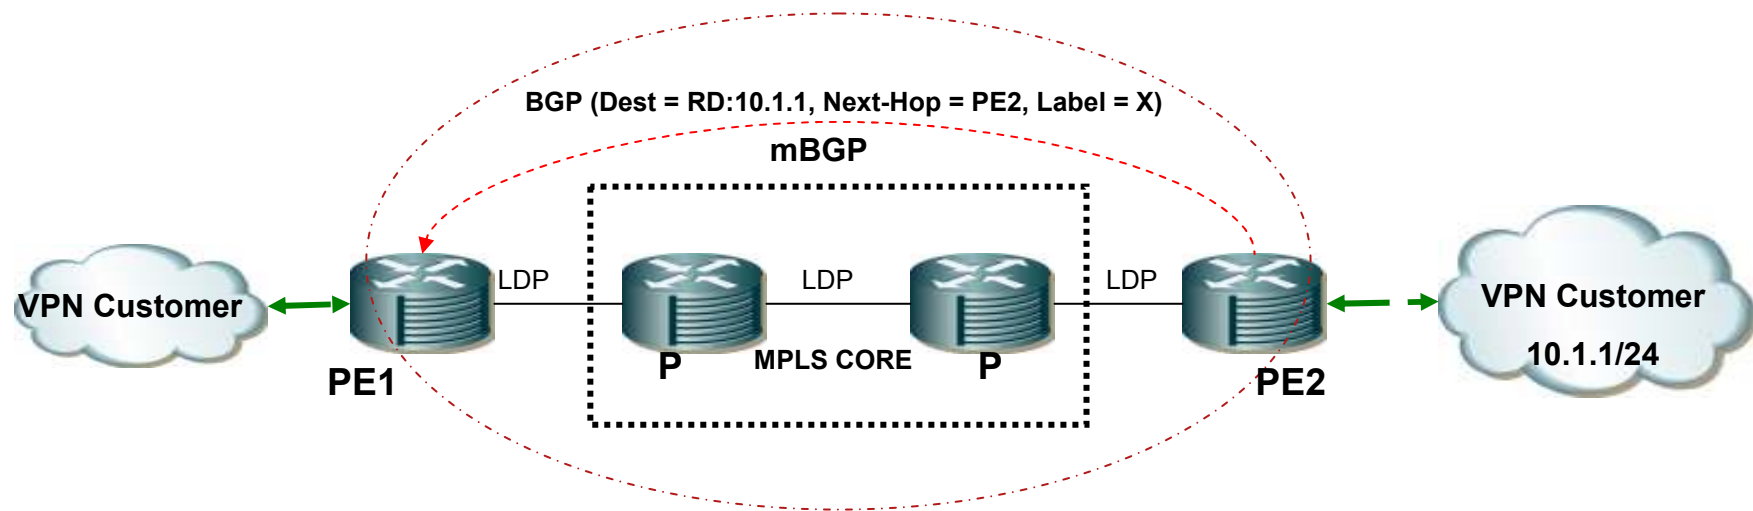 BGP (Dest = RD:10.1.1, Next-Hop = PE2, Label = X)
mBGP
LDP
LDP
LDP
VPN Customer
VPN Customer
10.1.1/24
P
MPLS CORE
P
PE1
PE2